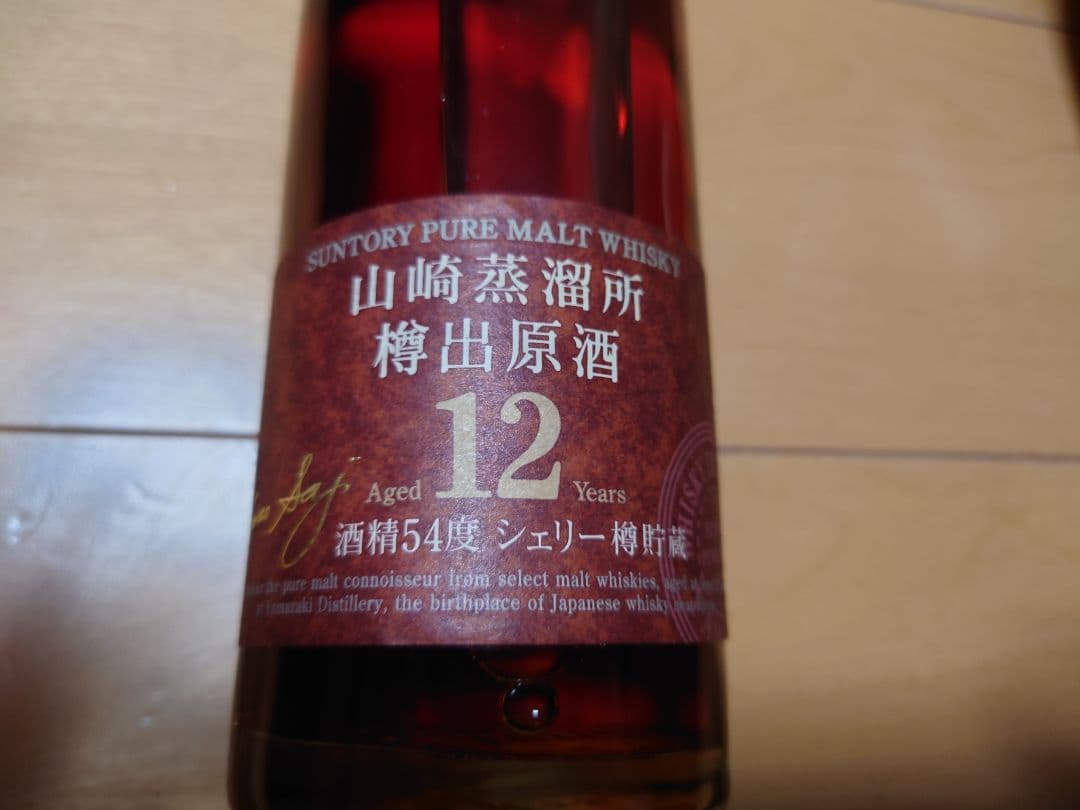 SUNTORY PURE MALT WHISKY
山崎蒸溜所
樽出原酒
12
Aged Years
酒精54度 シェリー樽貯蔵
the pure malt connoisseur from select malt whiskies, aged
Yamazaki Distillery, the birthplace of Japanese whisky